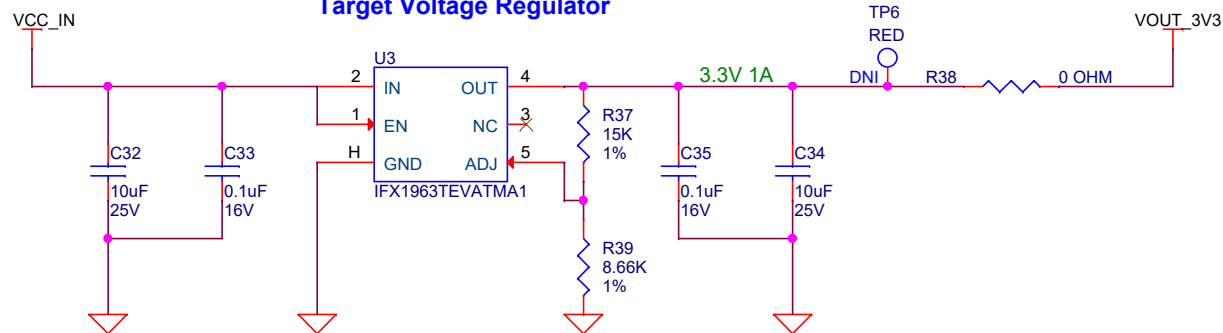 Target Voltage Regulator
VCC_IN
TP6
RED
VOUT_3V3
U3
DNI
R38
0 OHM
3.3V 1A
2
IN
OUT
4
1
EN
NC
3
H
GND
ADJ
5
IFX1963TEVATMA1
C32
10uF
25V
C33
0.1uF
16V
R37
15K
1%
C35
0.1uF
16V
C34
10uF
25V
R39
8.66K
1%